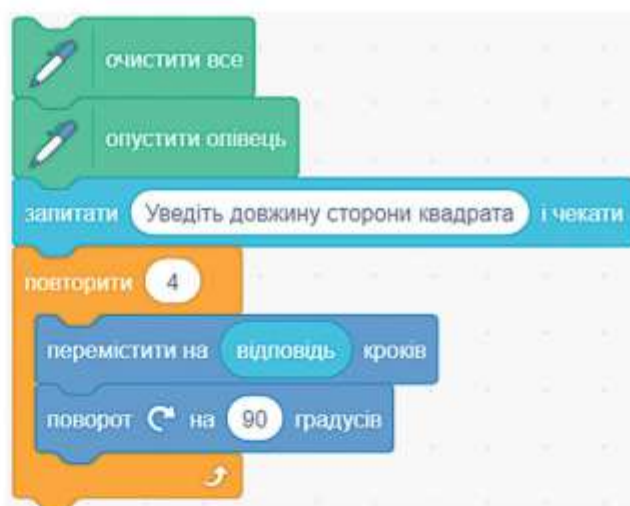 очистити все
опустити олівець
запитати Уведіть довжину сторони квадрата і чекати
повторити 4
перемістити на відповідь кроків
поворот на 90 градусів